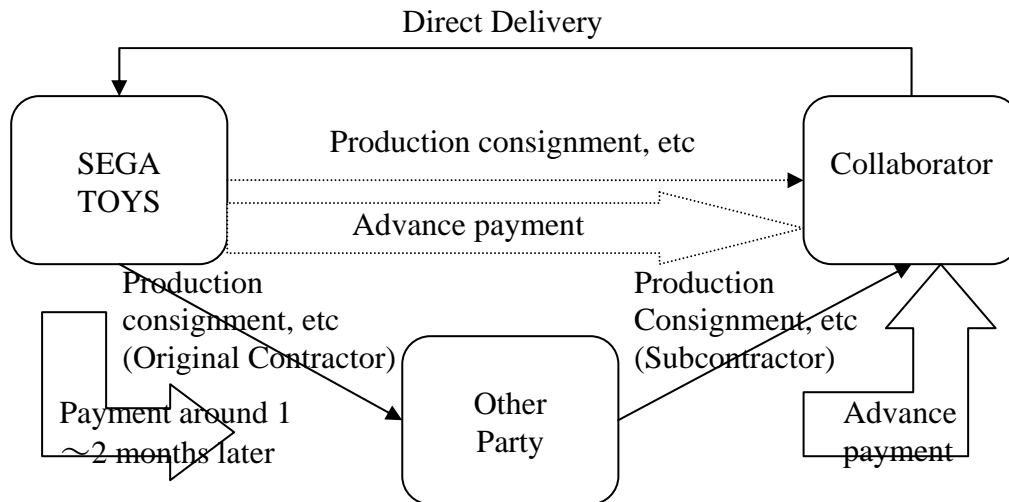 Direct Delivery
SEGA
TOYS
Production consignment, etc
Collaborator
Advance payment
Production
consignment, etc
(Original Contractor)
Production
Consignment, etc
(Subcontractor)
Payment around 1
～2 months later
Other
Party
Advance
payment